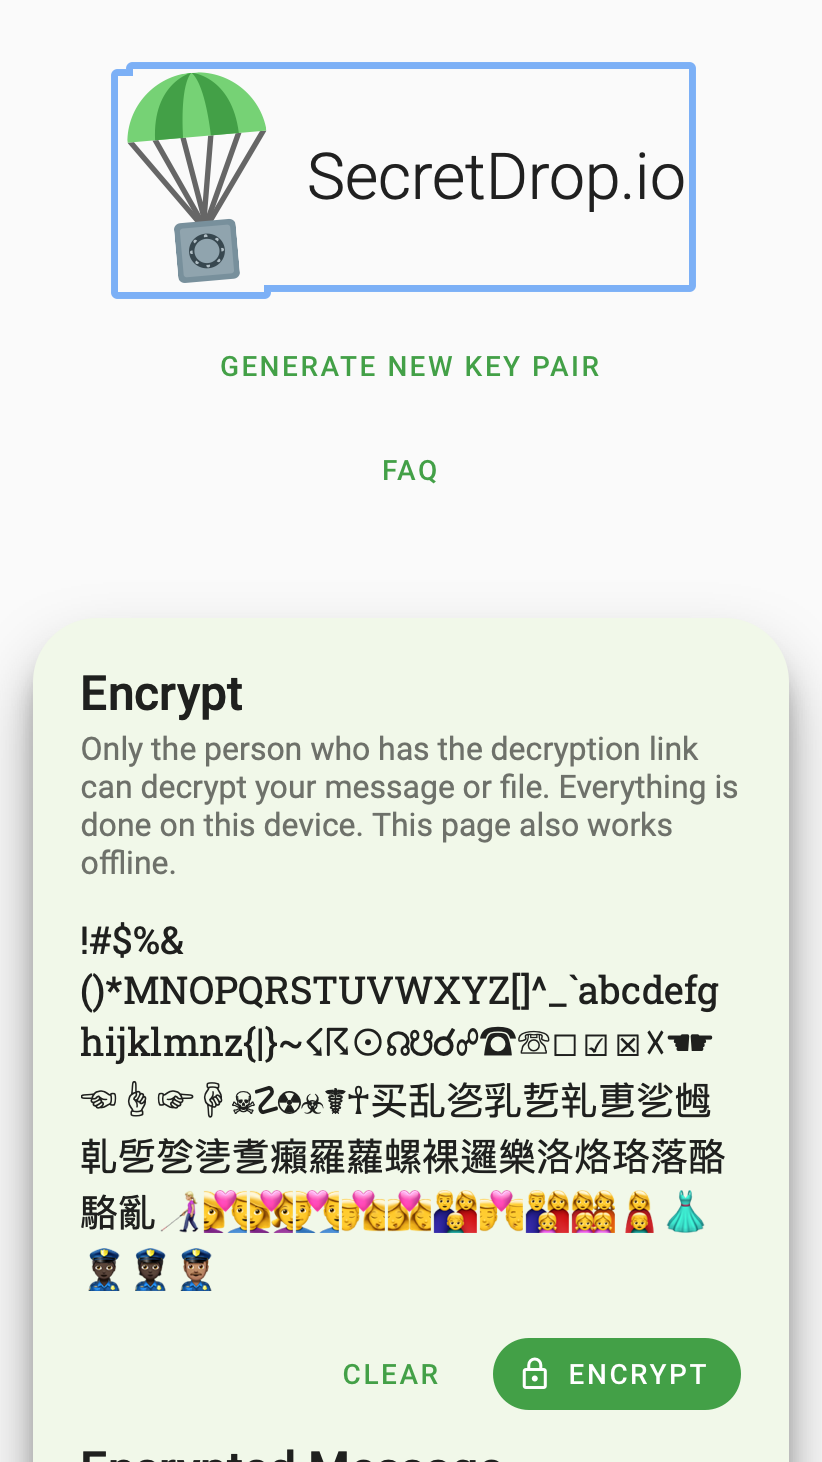 SecretDrop.io
GENERATE NEW KEY PAIR
FAQ
Encrypt
Only the person who has the decryption link
can decrypt your message or file. Everything is
done on this device. This page also works
offline.
!#$%&
()*MNOPQRSTUVWXYZ[]^_`abcdefg
hijklmnz{|}~☇☈☉☊☋☌☍☎☏☐☑☒☓☚☛
☜☝☞☟☠☡☢☣☤☥买乱乲乳乴乵乶乷乸
乹乺乻乼乽癩羅蘿螺裸邏樂洛烙珞落酪
駱亂
CLEAR
ENCRYPT
Encrypted Message